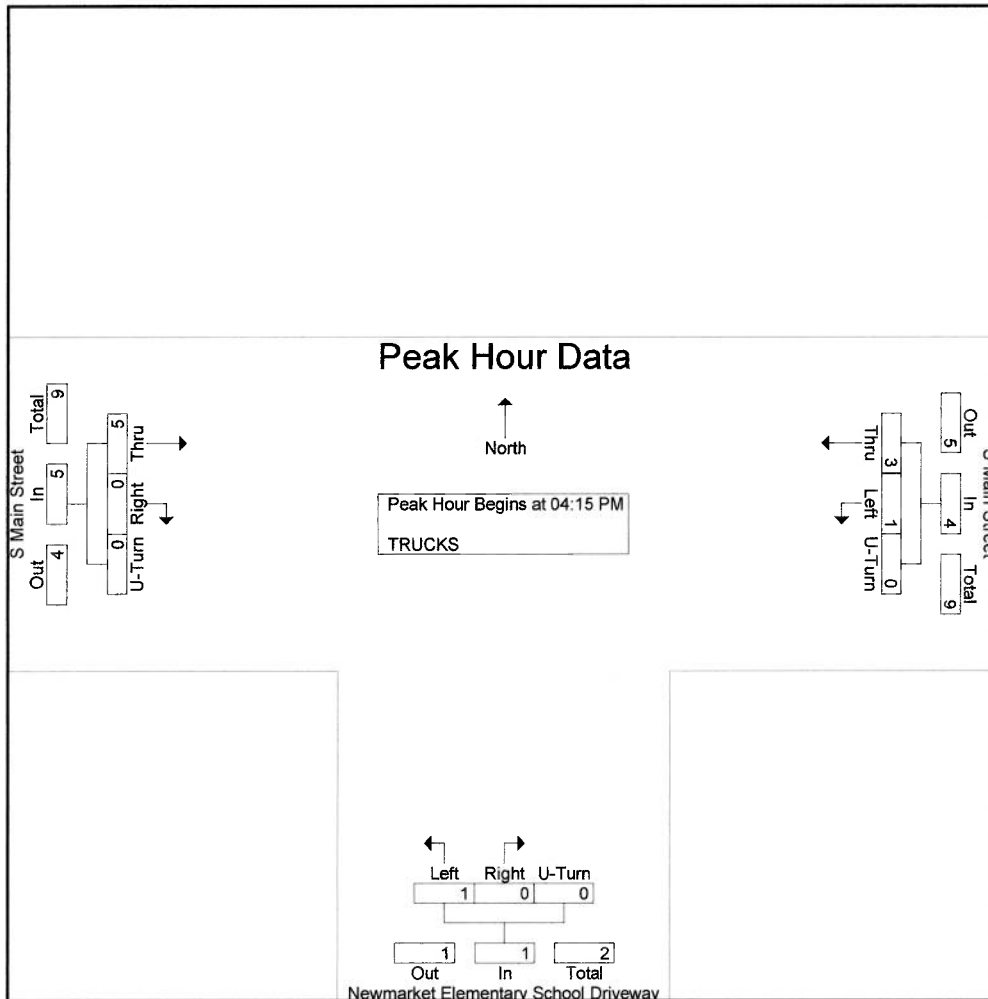 Peak Hour Data
North
Peak Hour Begins at 04:15 PM
TRUCKS
S Main Street
Total
9
In
5
Out
4
Thru
5
Right
0
U-Turn
0
Thru
3
Left
1
U-Turn
0
Out
5
In
4
Total
9
Main Street
Left Right U-Turn
1 0 0
1 1 2
Out In Total
Newmarket Elementary School Driveway